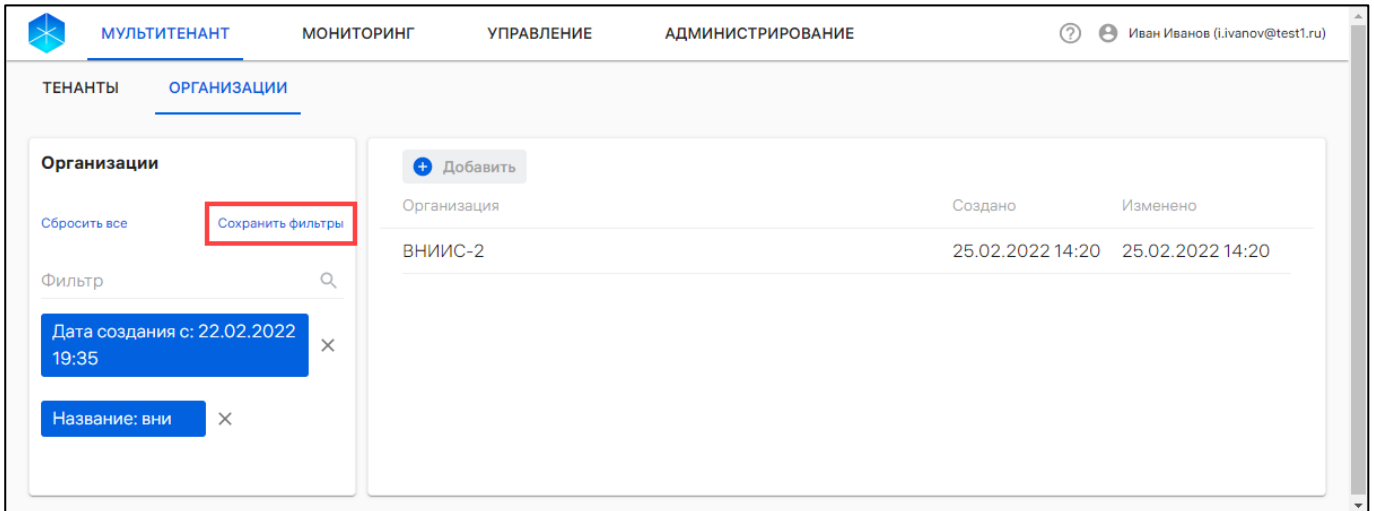 МУЛЬТИТЕНАНТ МОНИТОРИНГ УПРАВЛЕНИЕ АДМИНИСТРИРОВАНИЕ Иван Иванов (i.ivanov@test1.ru)
ТЕНАНТЫ ОРГАНИЗАЦИИ
Организации
Сбросить все Сохранить фильтры
Фильтр
Дата создания с: 22.02.2022
19:35
Название: вни
Добавить
Организация Создано Изменено
ВНИИС-2 25.02.2022 14:20 25.02.2022 14:20